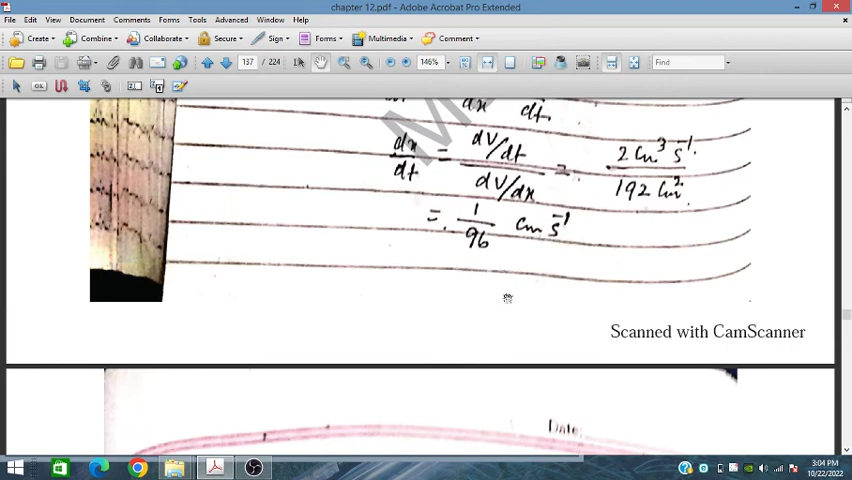 chapter 12.pdf - Adobe Acrobat Pro Extended
File Edit View Document Comments Forms Tools Advanced Window Help
Create Combine Collaborate Secure Sign Forms Multimedia Comment
137 / 224 146% Find
dx dt
dx/dt = (dV/dt)/(dV/dx) = 2 cm³ s⁻¹/192 cm²
= 1/96 cm s⁻¹
Scanned with CamScanner
Date:
3:04 PM
10/22/2022